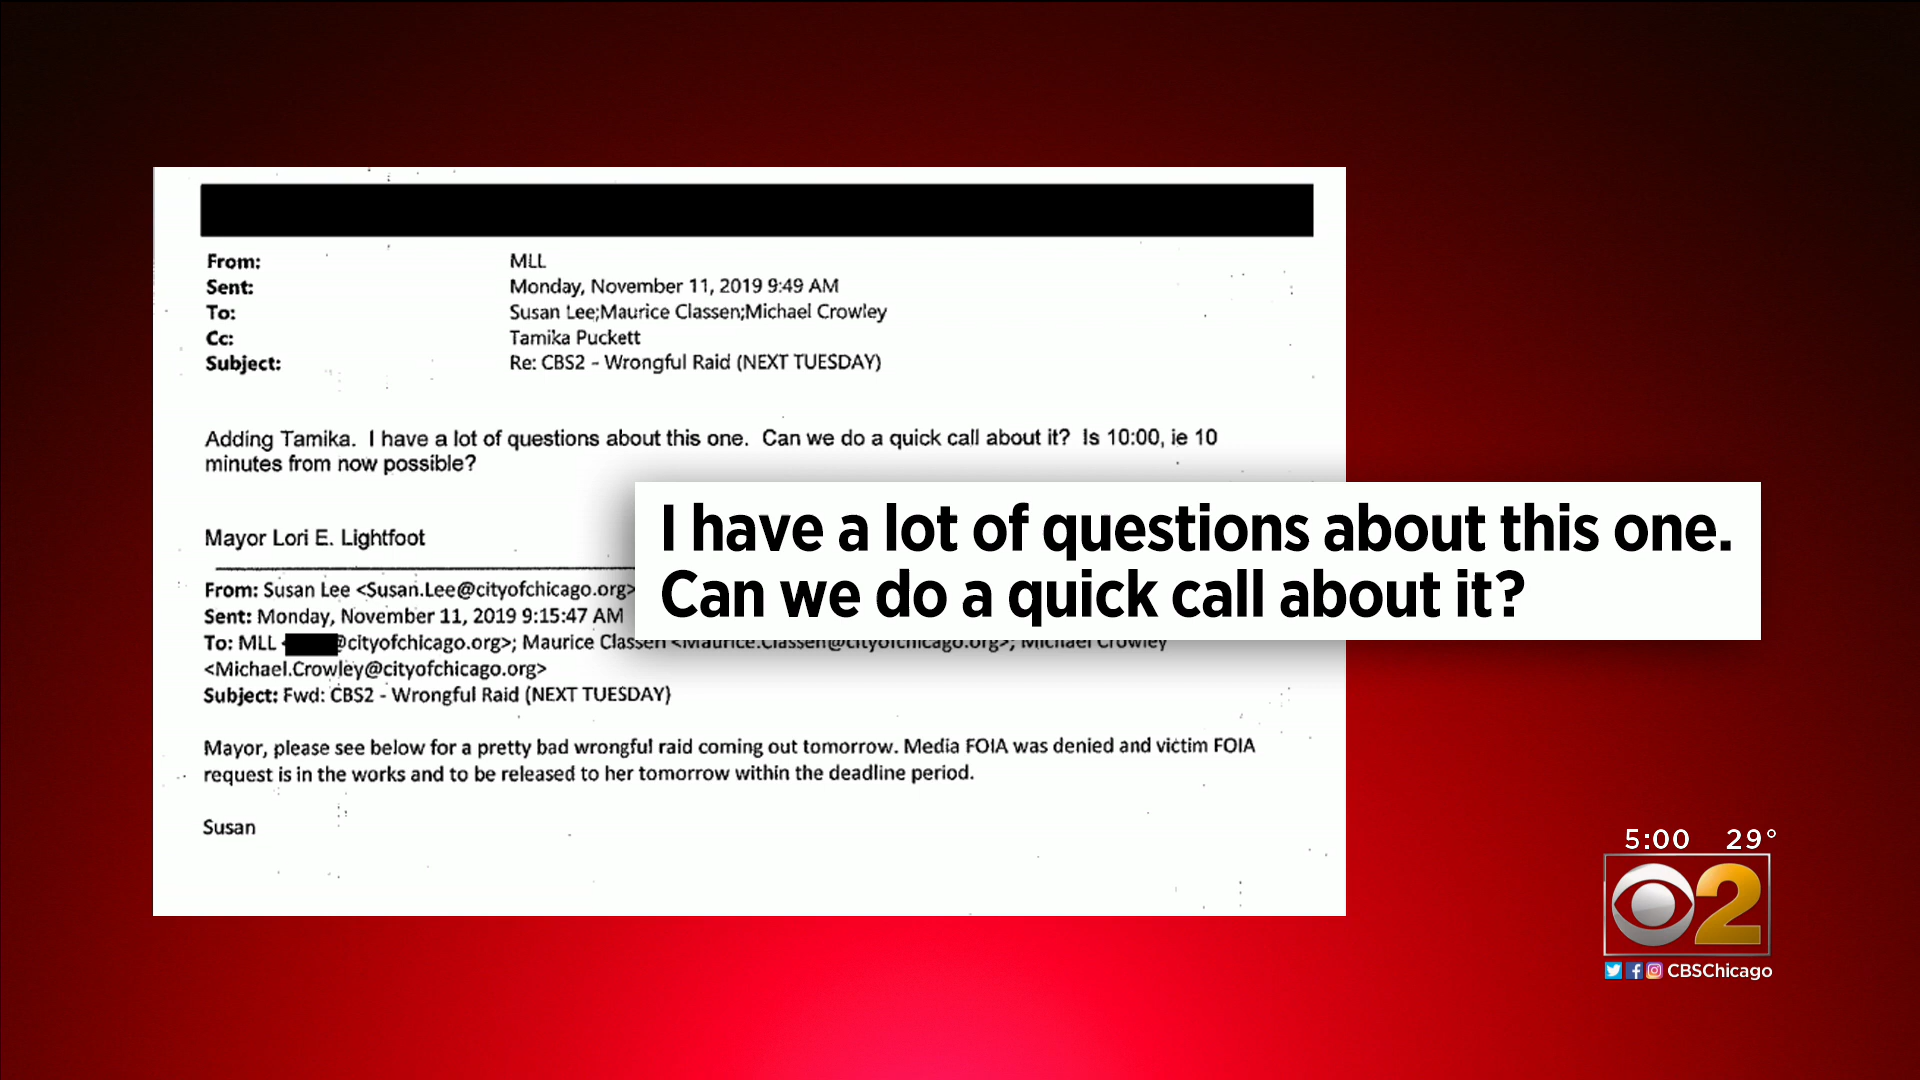 From: MLL
Sent: Monday, November 11, 2019 9:49 AM
To: Susan Lee;Maurice Classen;Michael Crowley
Cc: Tamika Puckett
Subject: Re: CBS2 - Wrongful Raid (NEXT TUESDAY)
Adding Tamika. I have a lot of questions about this one. Can we do a quick call about it? Is 10:00, ie 10
minutes from now possible?
I have a lot of questions about this one.
Can we do a quick call about it?
Mayor Lori E. Lightfoot
From: Susan Lee <Susan.Lee@cityofchicago.org>
Sent: Monday, November 11, 2019 9:15:47 AM
To: MLL < @cityofchicago.org>; Maurice Classen <Maurice.Classen@cityofchicago.org>; Michael Crowley
<Michael.Crowley@cityofchicago.org>
Subject: Fwd: CBS2 - Wrongful Raid (NEXT TUESDAY)
Mayor, please see below for a pretty bad wrongful raid coming out tomorrow. Media FOIA was denied and victim FOIA
request is in the works and to be released to her tomorrow within the deadline period.
Susan
5:00 29°
2
CBSChicago